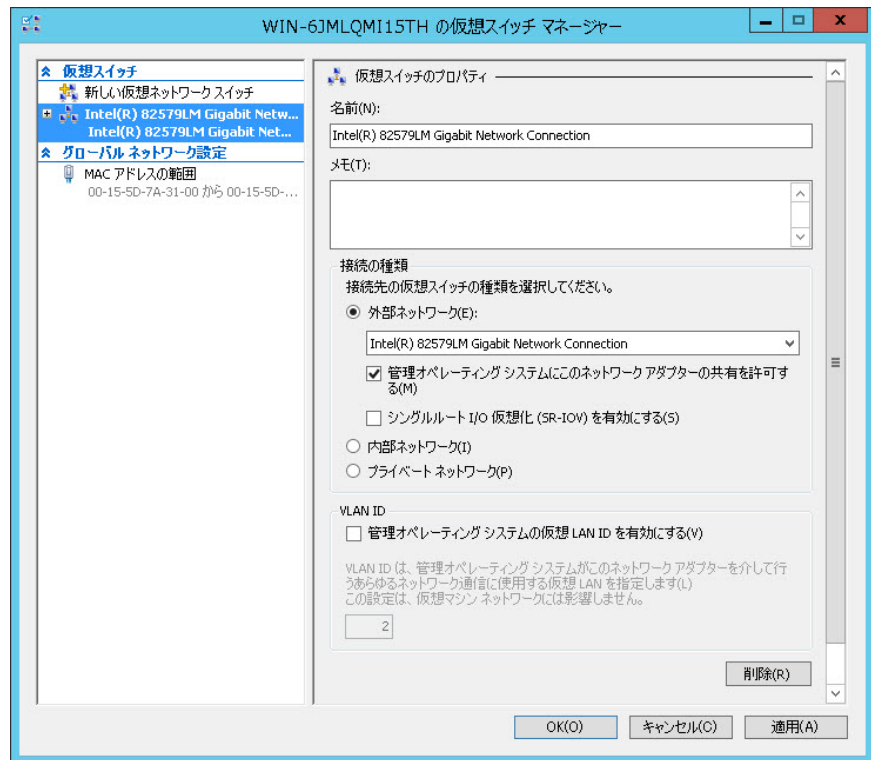 WIN-6JMLQMI15TH の仮想スイッチ マネージャー
仮想スイッチ
新しい仮想ネットワーク スイッチ
Intel(R) 82579LM Gigabit Netw...
Intel(R) 82579LM Gigabit Net...
グローバル ネットワーク設定
MAC アドレスの範囲
00-15-5D-7A-31-00 から 00-15-5D-...
仮想スイッチのプロパティ
名前(N):
Intel(R) 82579LM Gigabit Network Connection
メモ(T):
接続の種類
接続先の仮想スイッチの種類を選択してください。
外部ネットワーク(E):
Intel(R) 82579LM Gigabit Network Connection
管理オペレーティング システムにこのネットワーク アダプターの共有を許可す
る(M)
シングルルート I/O 仮想化 (SR-IOV) を有効にする(S)
内部ネットワーク(I)
プライベート ネットワーク(P)
VLAN ID
管理オペレーティング システムの仮想 LAN ID を有効にする(V)
VLAN ID は、管理オペレーティング システムがこのネットワーク アダプターを介して行
うあらゆるネットワーク通信に使用する仮想 LAN を指定します(L)
この設定は、仮想マシン ネットワークには影響しません。
2
削除(R)
OK(O)
キャンセル(C)
適用(A)